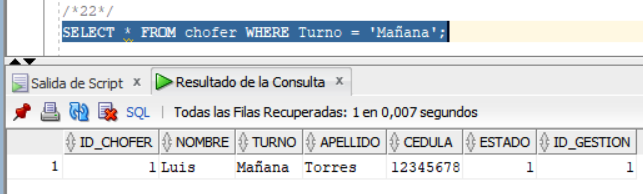 /*22*/
SELECT * FROM chofer WHERE Turno = 'Mañana';
Salida de Script x Resultado de la Consulta x
SQL | Todas las Filas Recuperadas: 1 en 0,007 segundos
ID_CHOFER NOMBRE TURNO APELLIDO CEDULA ESTADO ID_GESTION
1 1 Luis Mañana Torres 12345678 1 1